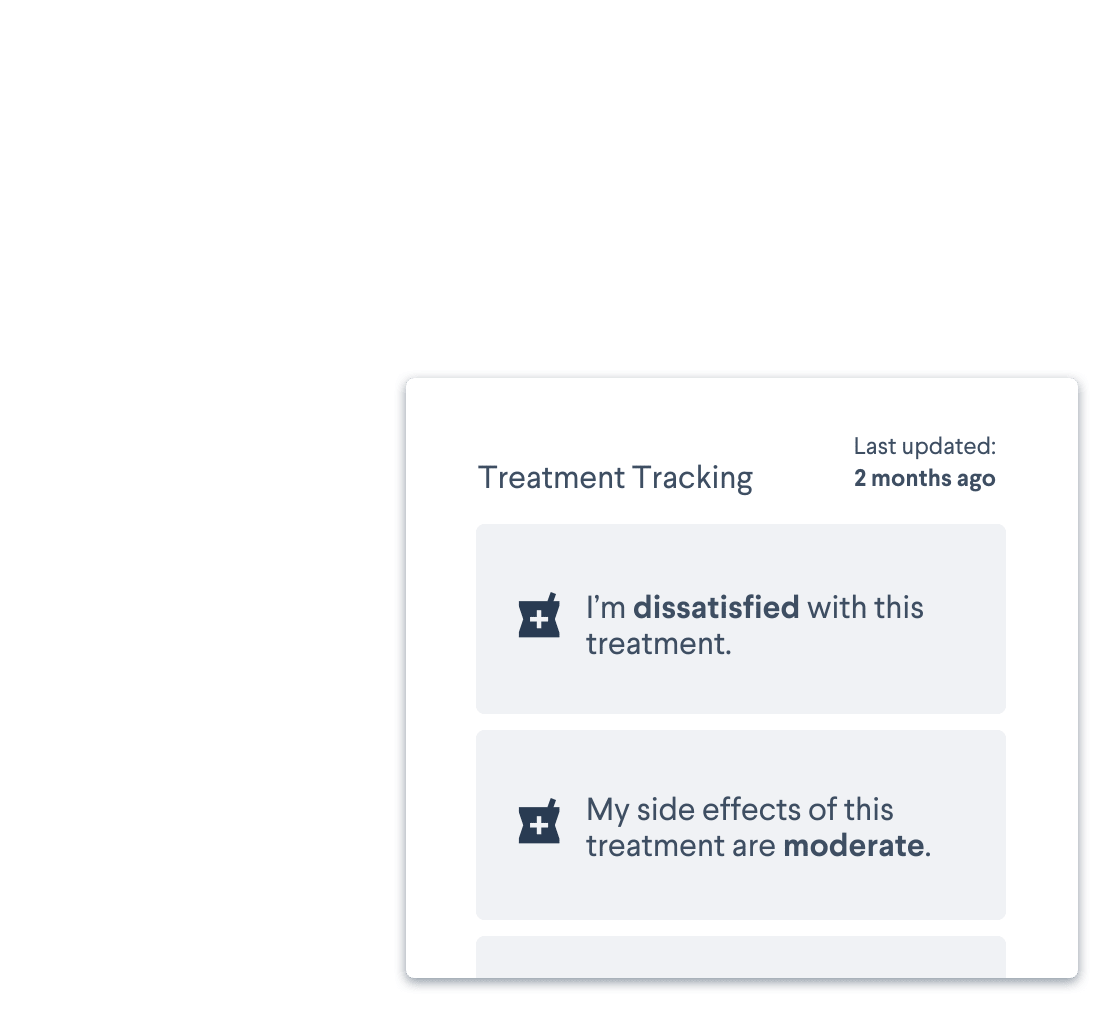 Last updated:
Treatment Tracking
2 months ago
I’m dissatisfied with this
treatment.
My side effects of this
treatment are moderate.